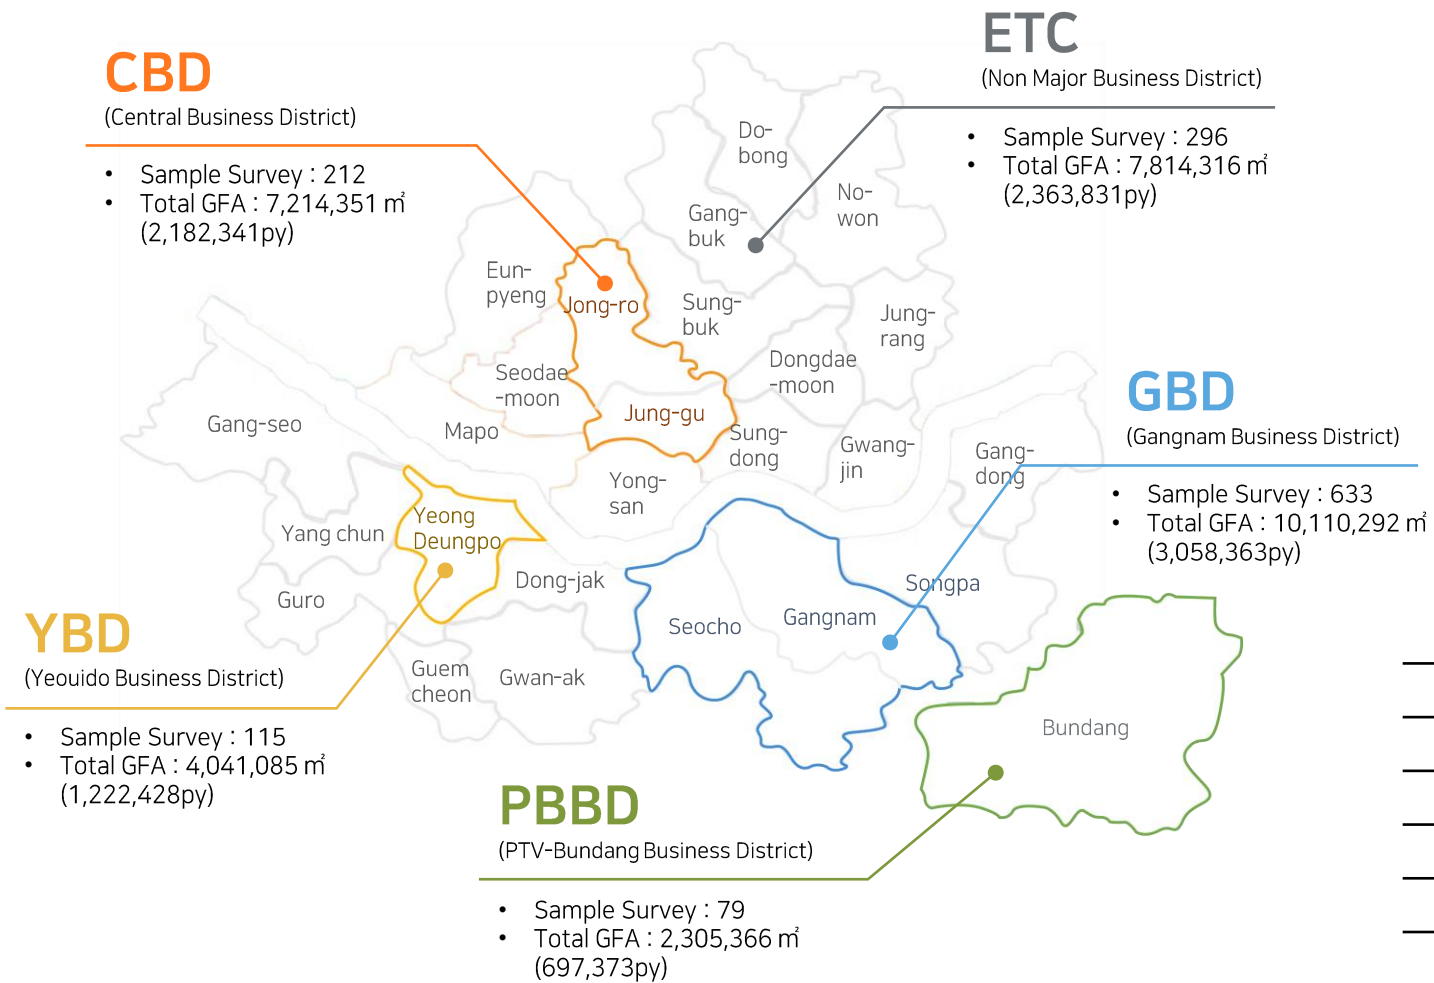 ETC
(Non Major Business District)
• Sample Survey : 296
• Total GFA : 7,814,316 ㎡
(2,363,831py)
CBD
(Central Business District)
• Sample Survey : 212
• Total GFA : 7,214,351 ㎡
(2,182,341py)
Do-
bong
No-
won
Gang-
buk
Eun-
pyeng
Jong-ro
Sung-
buk
Jung-
rang
Dongdae
-moon
Seodae
-moon
Jung-gu
Gang-seo
Mapo
Sung-
dong
Gwang-
jin
Gang-
dong
Yong-
san
GBD
(Gangnam Business District)
• Sample Survey : 633
• Total GFA : 10,110,292 ㎡
(3,058,363py)
Yang chun
Yeong
Deungpo
Dong-jak
Guro
Songpa
Gangnam
Seocho
Guem
cheon
Gwan-ak
Bundang
YBD
(Yeouido Business District)
• Sample Survey : 115
• Total GFA : 4,041,085 ㎡
(1,222,428py)
PBBD
(PTV-Bundang Business District)
• Sample Survey : 79
• Total GFA : 2,305,366 ㎡
(697,373py)